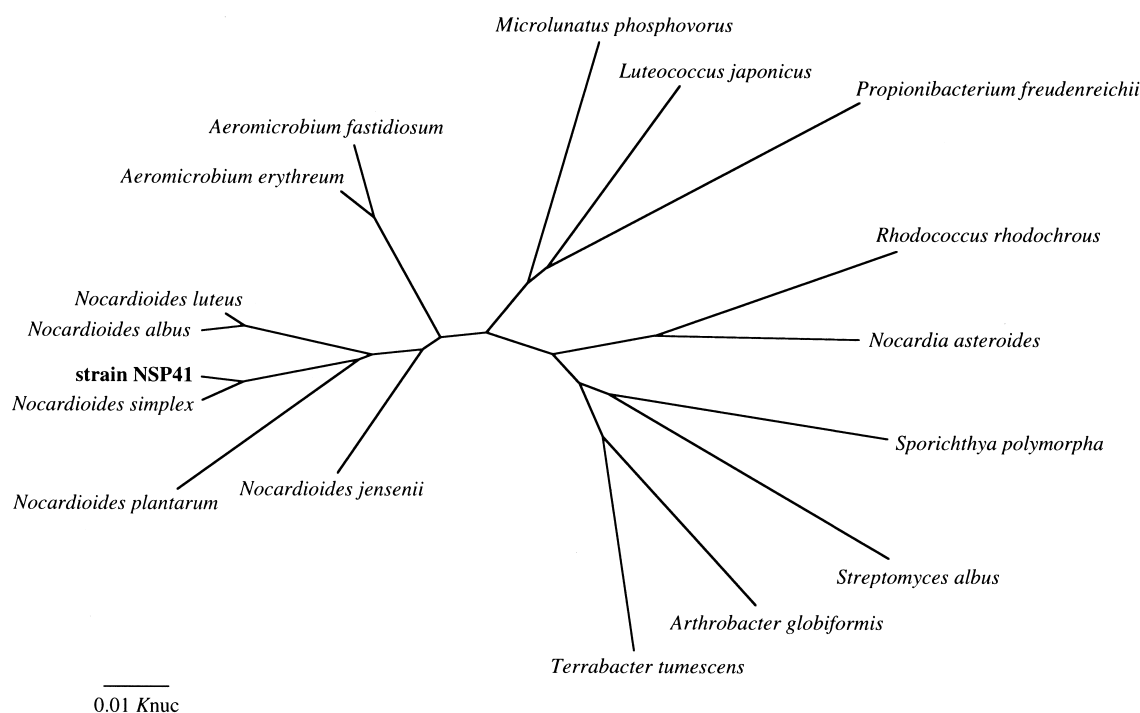 Microlunatus phosphovorus
Luteococcus japonicus
Propionibacterium freudenreichii
Aeromicrobium fastidiosum
Aeromicrobium erythreum
Rhodococcus rhodochrous
Nocardioides luteus
Nocardioides albus
Nocardia asteroides
strain NSP41
Nocardioides simplex
Sporichthya polymorpha
Nocardioides jensenii
Nocardioides plantarum
Streptomyces albus
Arthrobacter globiformis
Terrabacter tumescens
0.01 Knuc